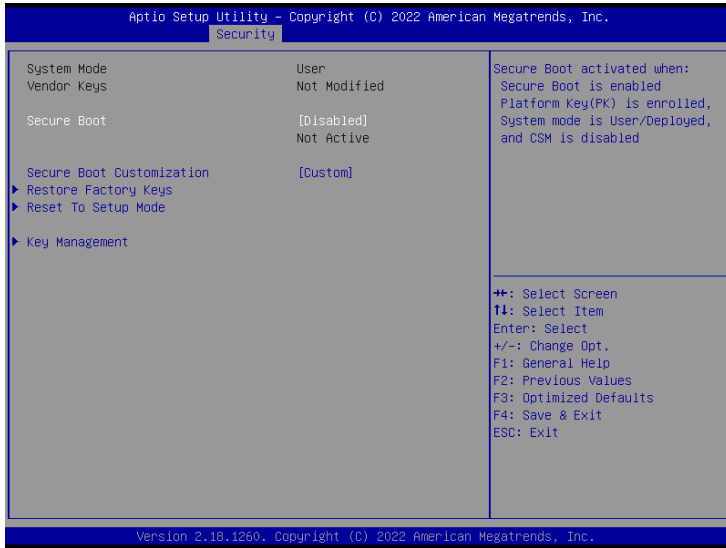 Aptio Setup Utility – Copyright (C) 2022 American Megatrends, Inc.
Security
System Mode User
Vendor Keys Not Modified
Secure Boot [Disabled]
Not Active
Secure Boot Customization [Custom]
Restore Factory Keys
Reset To Setup Mode
Key Management
Secure Boot activated when:
Secure Boot is enabled
Platform Key(PK) is enrolled,
System mode is User/Deployed,
and CSM is disabled
→←: Select Screen
↑↓: Select Item
Enter: Select
+/-: Change Opt.
F1: General Help
F2: Previous Values
F3: Optimized Defaults
F4: Save & Exit
ESC: Exit
Version 2.18.1260. Copyright (C) 2022 American Megatrends, Inc.